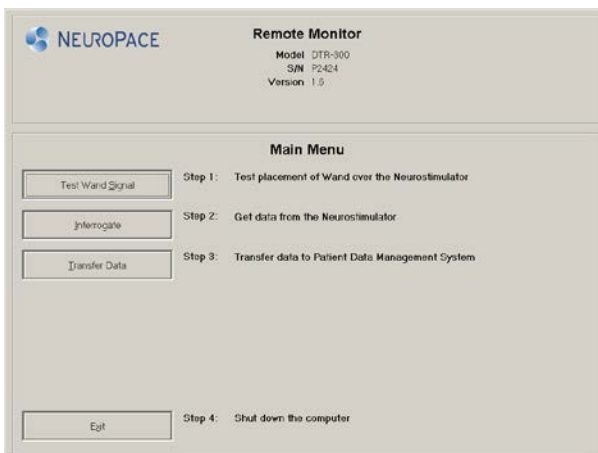 NEUROPACE
Remote Monitor
Model DTR-300
S/N P2424
Version 1.6
Main Menu
Test Wand Signal Step 1: Test placement of Wand over the Neurostimulator
Interrogate Step 2: Get data from the Neurostimulator
Transfer Data Step 3: Transfer data to Patient Data Management System
Exit Step 4: Shut down the computer